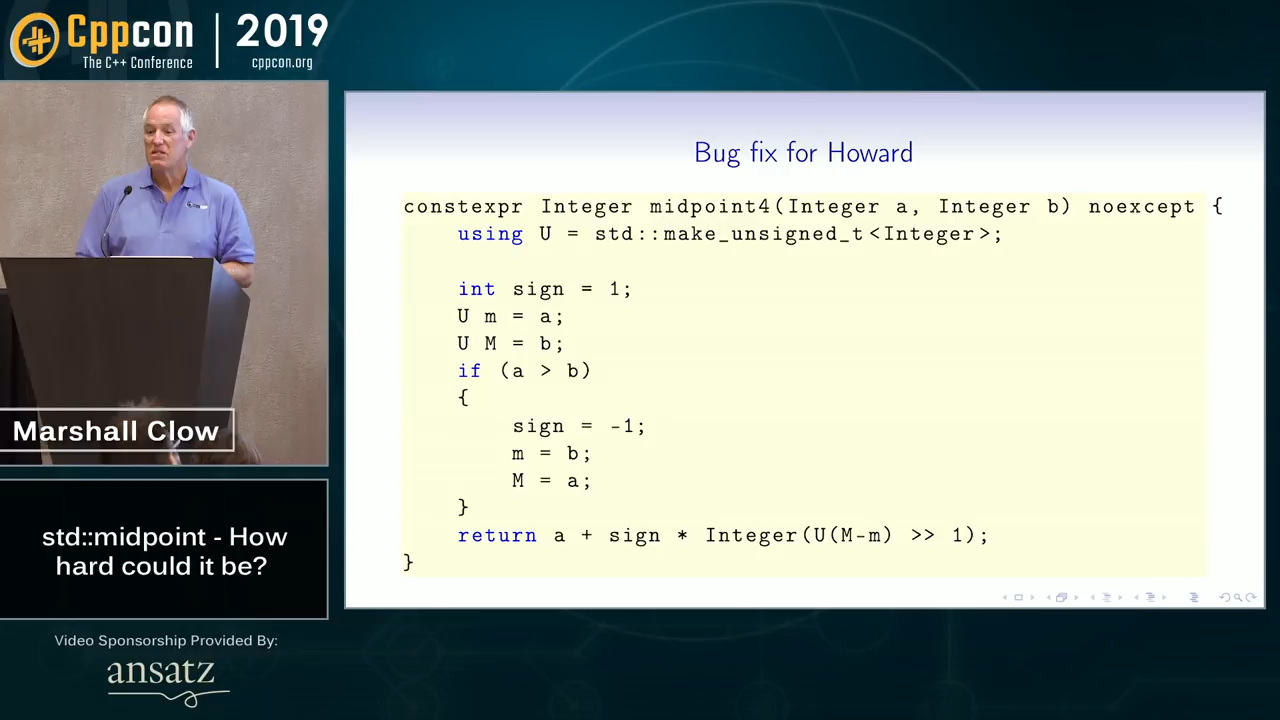 Cppcon
The C++ Conference
2019
cppcon.org
Bug fix for Howard
constexpr Integer midpoint4(Integer a, Integer b) noexcept {
using U = std::make_unsigned_t<Integer>;
int sign = 1;
U m = a;
U M = b;
if (a > b)
{
sign = -1;
m = b;
M = a;
}
return a + sign * Integer(U(M-m) >> 1);
}
Marshall Clow
std::midpoint - How
hard could it be?
Video Sponsorship Provided By:
ansatz